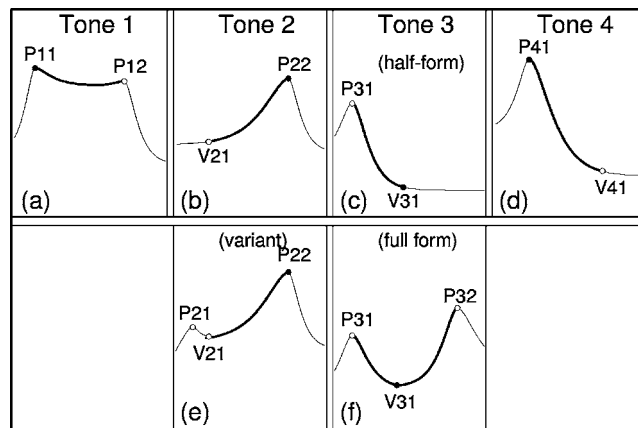 Tone 1
Tone 2
Tone 3
Tone 4
P11
P12
(a)
P22
V21
(b)
(half-form)
P31
V31
(c)
P41
V41
(d)
(variant)
P22
P21
V21
(e)
(full form)
P31
P32
V31
(f)